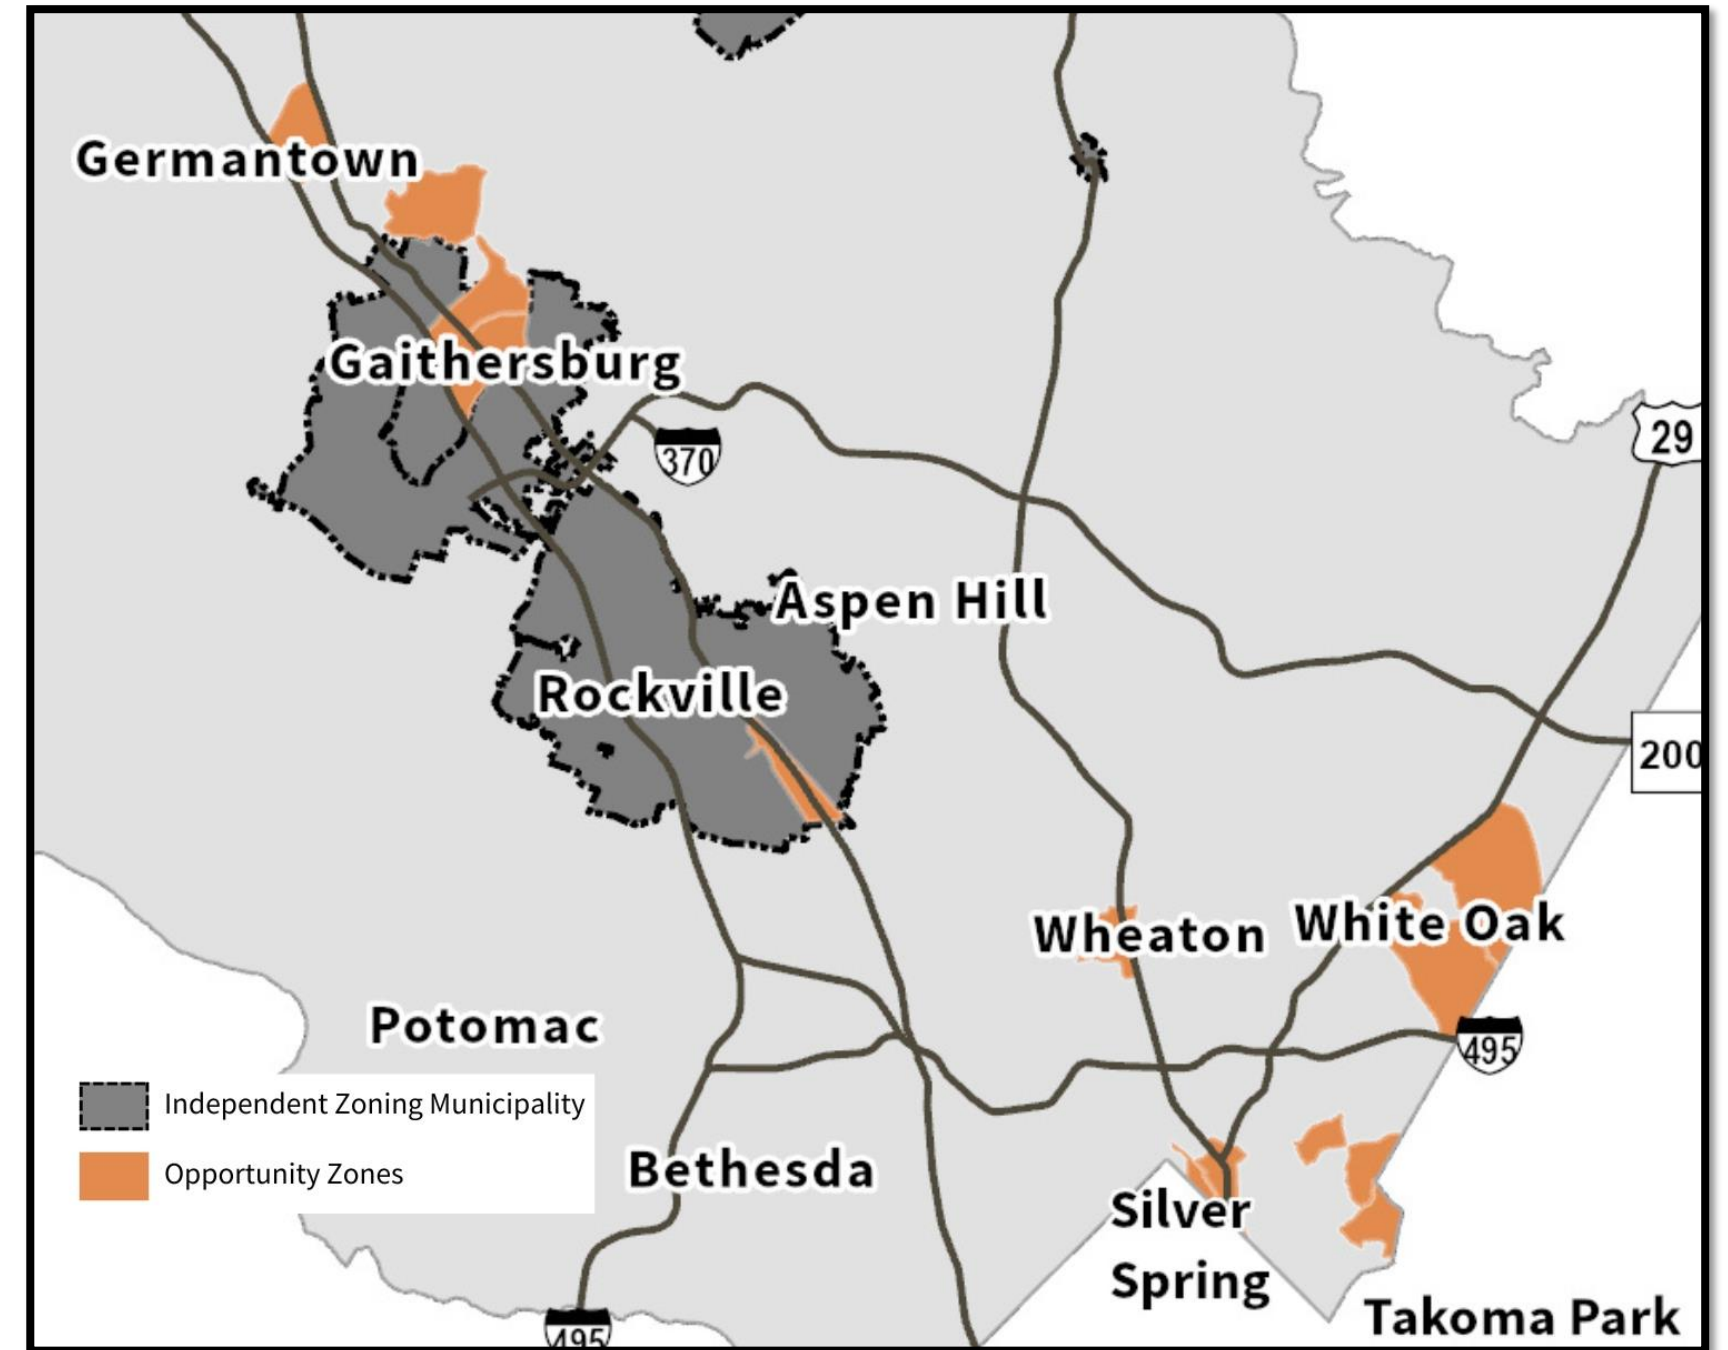 Germantown
Gaithersburg
370
29
Aspen Hill
Rockville
200
Wheaton
White Oak
Potomac
495
Independent Zoning Municipality
Opportunity Zones
Bethesda
Silver
Spring
Takoma Park
495